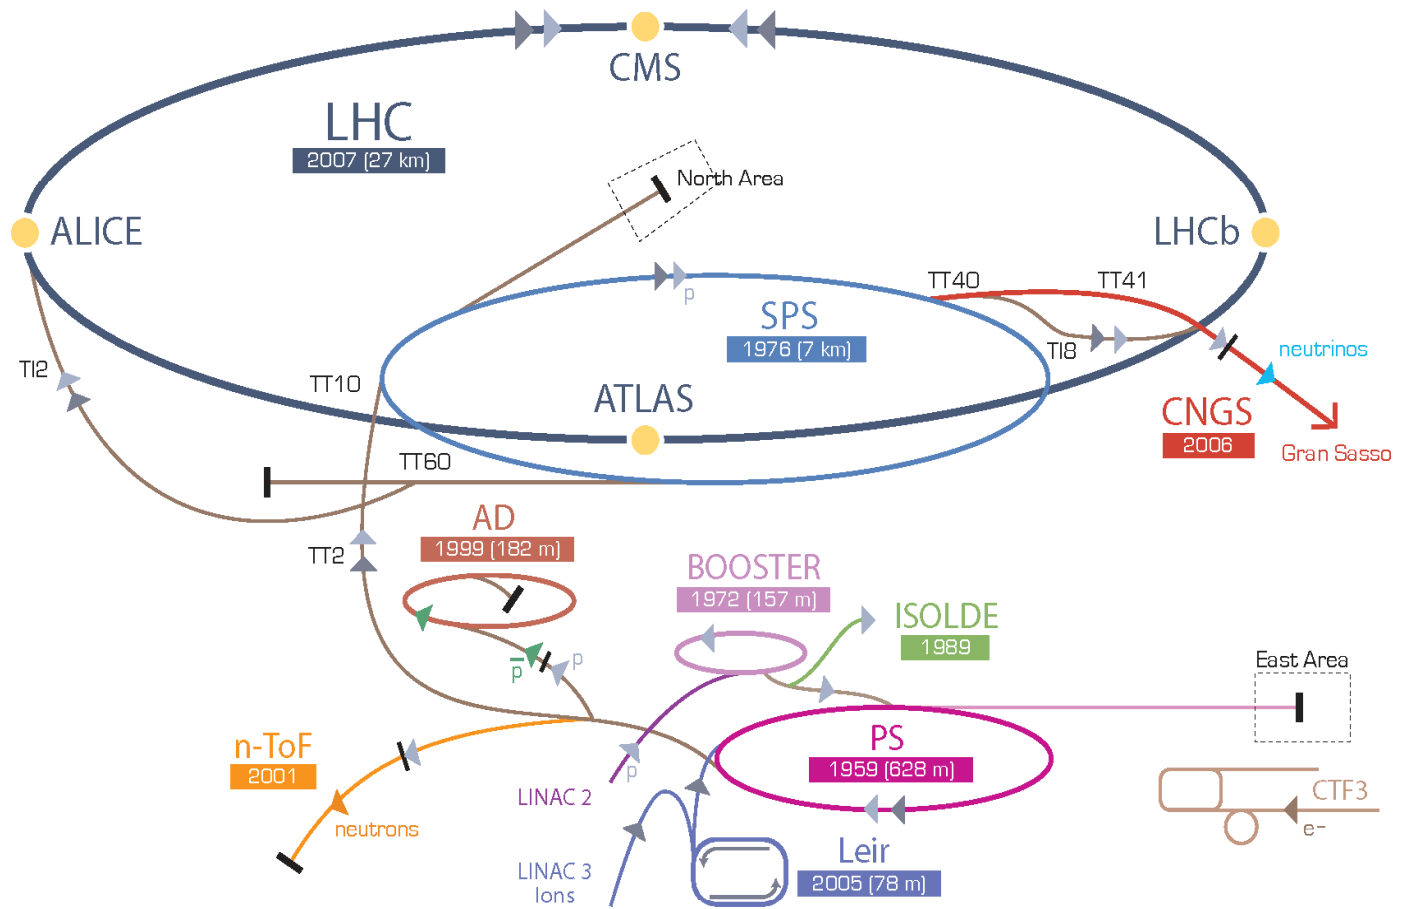 CMS
LHC
2007 (27 km)
North Area
ALICE
LHCb
TT40
TT41
p
SPS
1976 (7 km)
TI8
neutrinos
TI2
TT10
ATLAS
CNGS
2006
Gran Sasso
TT60
AD
1999 (182 m)
TT2
BOOSTER
1972 (157 m)
ISOLDE
1989
p̅
p
East Area
n-ToF
2001
PS
1959 (628 m)
p
LINAC 2
CTF3
e-
neutrons
Leir
2005 (78 m)
LINAC 3
Ions